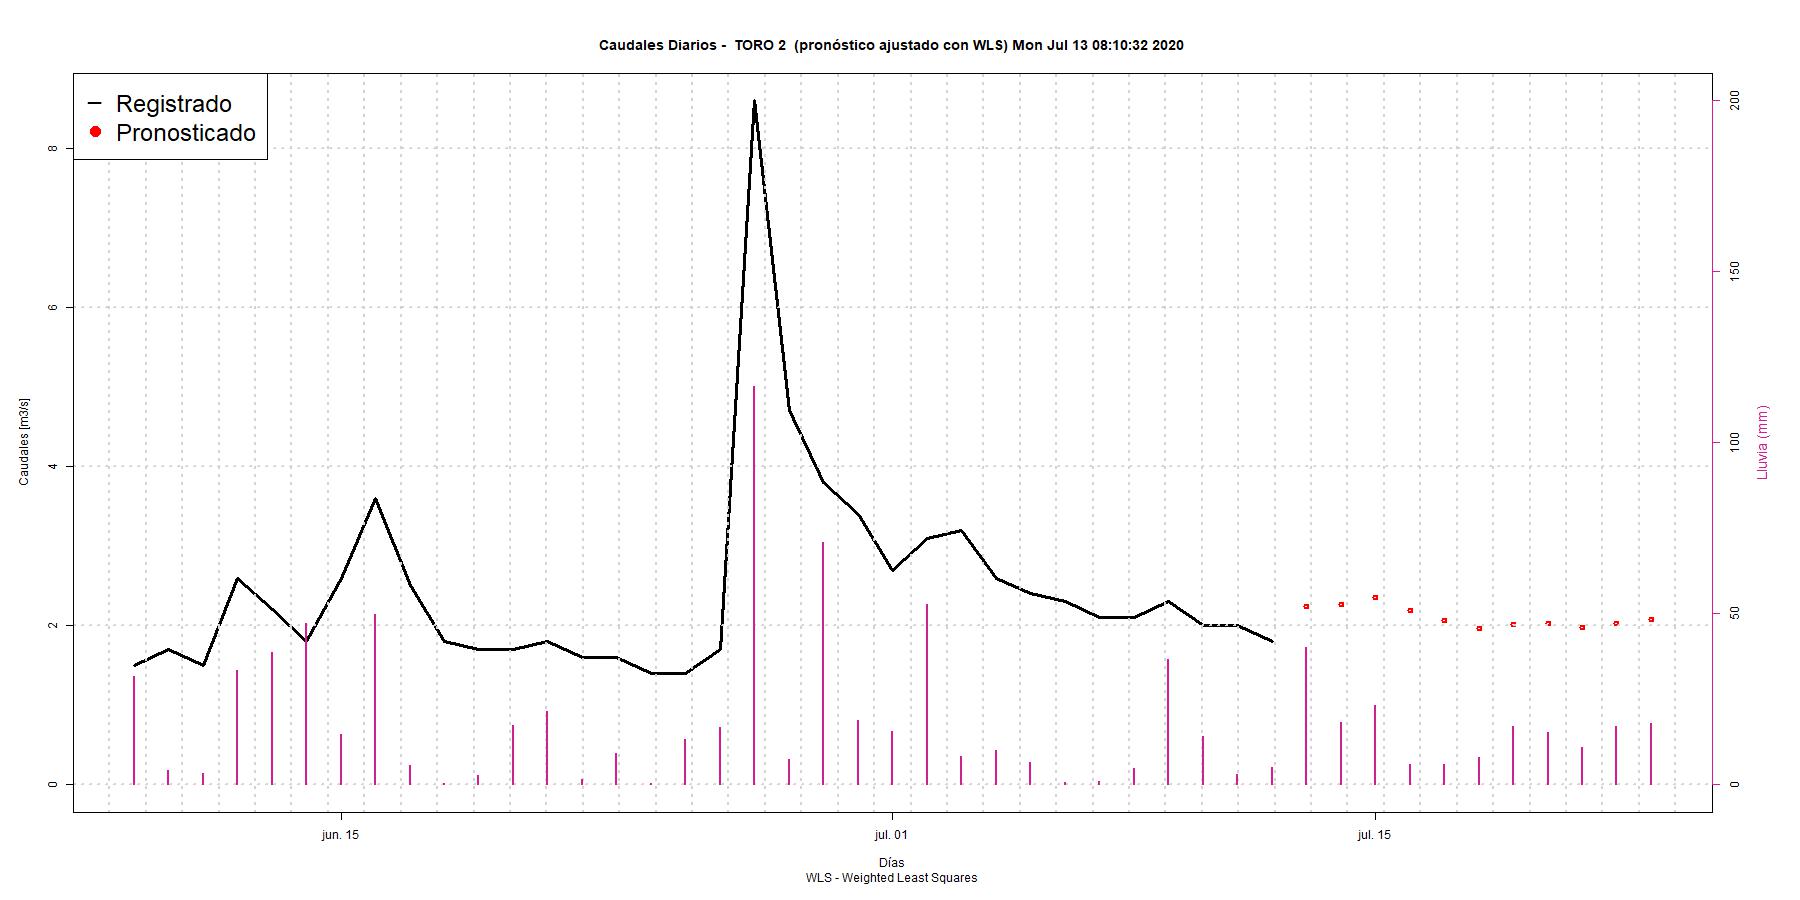 Caudales Diarios -  TORO 2  (pronóstico ajustado con WLS) Mon Jul 13 08:10:32 2020
Registrado
Pronosticado
Caudales [m3/s]
8
6
4
2
0
200
150
100
50
0
Lluvia (mm)
jun. 15
jul. 01
jul. 15
Días
WLS - Weighted Least Squares